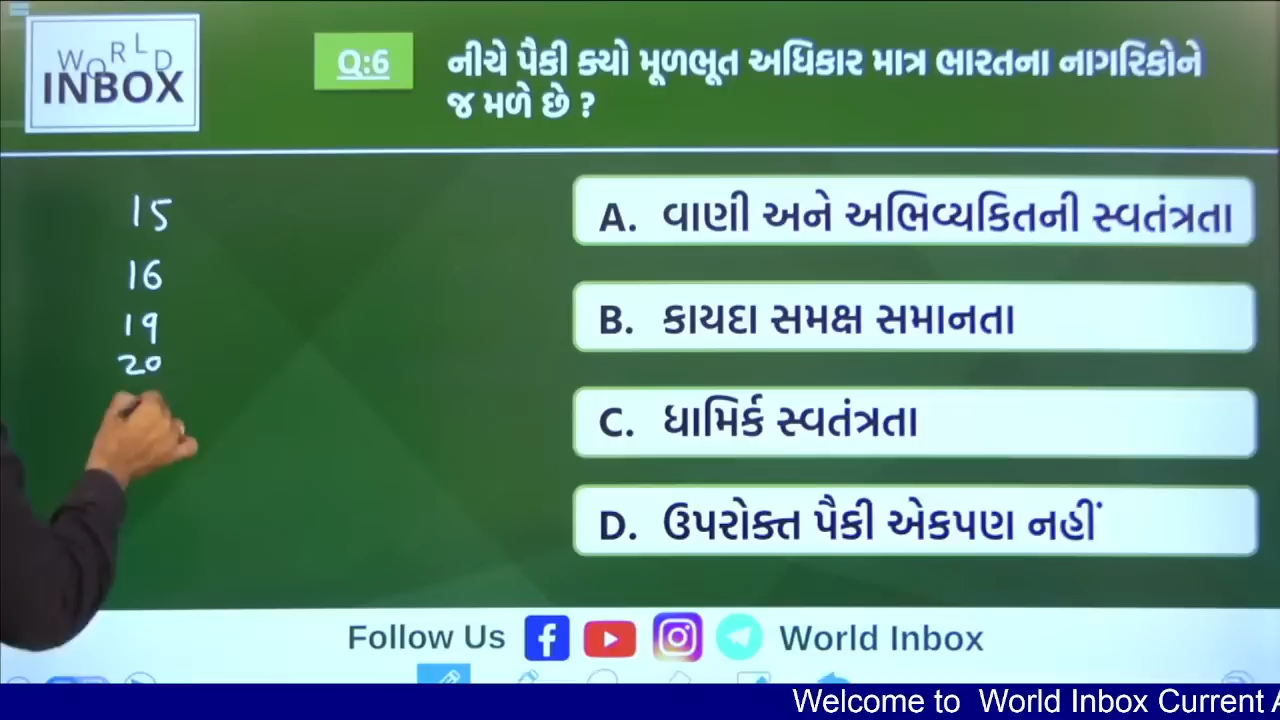 WORLD
INBOX
Q:6
નીચે પૈકી ક્યો મૂળભૂત અધિકાર માત્ર ભારતના નાગરિકોને
જ મળે છે ?
15
16
19
20
A. વાણી અને અભિવ્યકિતની સ્વતંત્રતા
B. કાયદા સમક્ષ સમાનતા
C. ધામિર્ક સ્વતંત્રતા
D. ઉપરોક્ત પૈકી એકપણ નહીં
Follow Us World Inbox
Welcome to World Inbox Current A